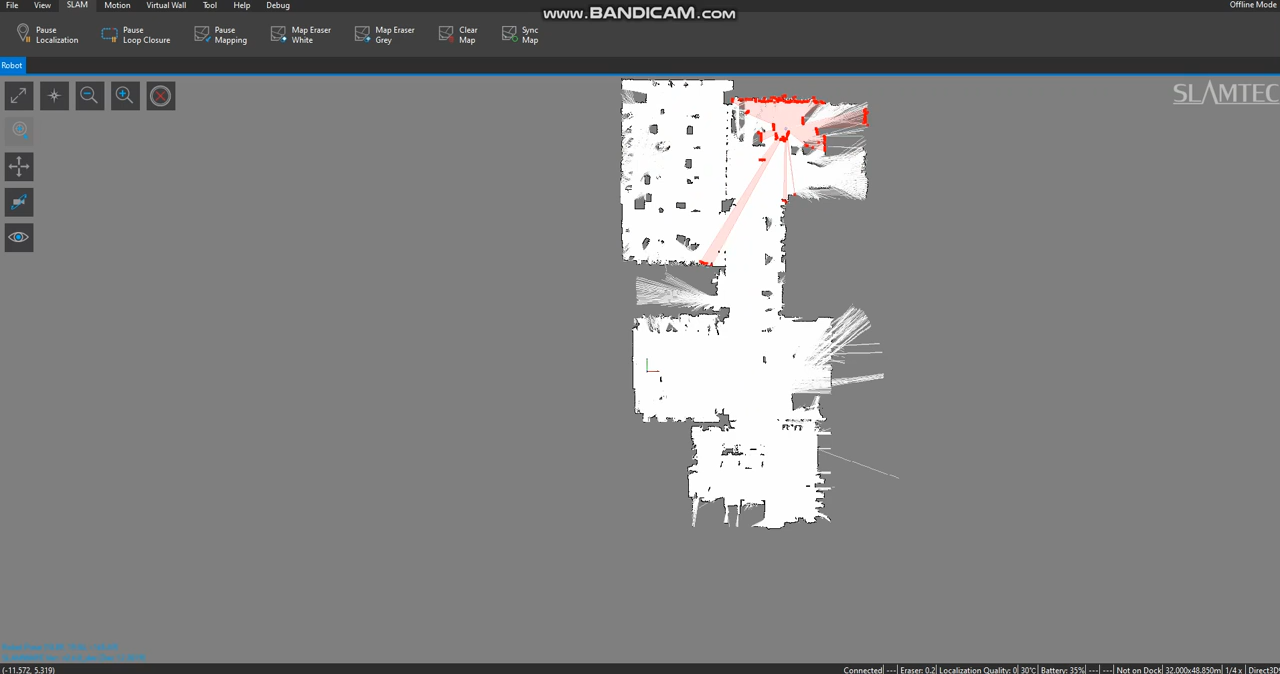 File View SLAM Motion Virtual Wall Tool Help Debug
www.BANDICAM.com
Offline Mode
Pause Localization
Pause Loop Closure
Pause Mapping
Map Eraser White
Map Eraser Grey
Clear Map
Sync Map
Robot
SLAMTEC
(-11.572, 5.319)
Connected --- Eraser: 0.2 Localization Quality: 0 30℃ Battery: 35% --- --- Not on Dock 32.000x48.850m 1/4 x Direct3D9